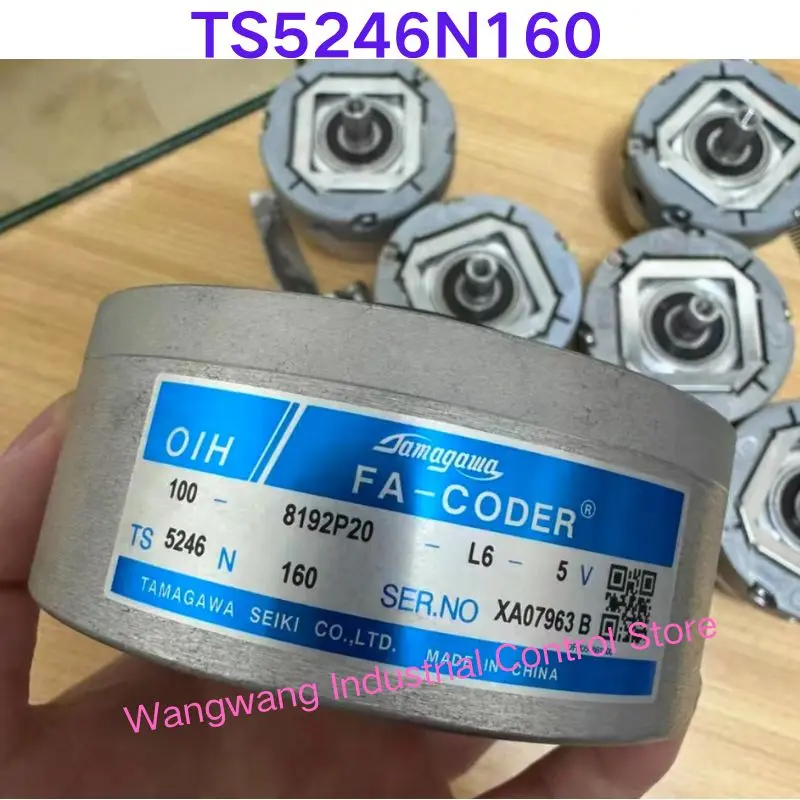 TS5246N160
OIH
Tamagawa
FA-CODER®
100 - 8192P20 - L6 - 5 V
TS 5246 N 160
SER.NO XA07963 B
TAMAGAWA SEIKI CO.,LTD.
MADE IN CHINA
Wangwang Industrial Control Store